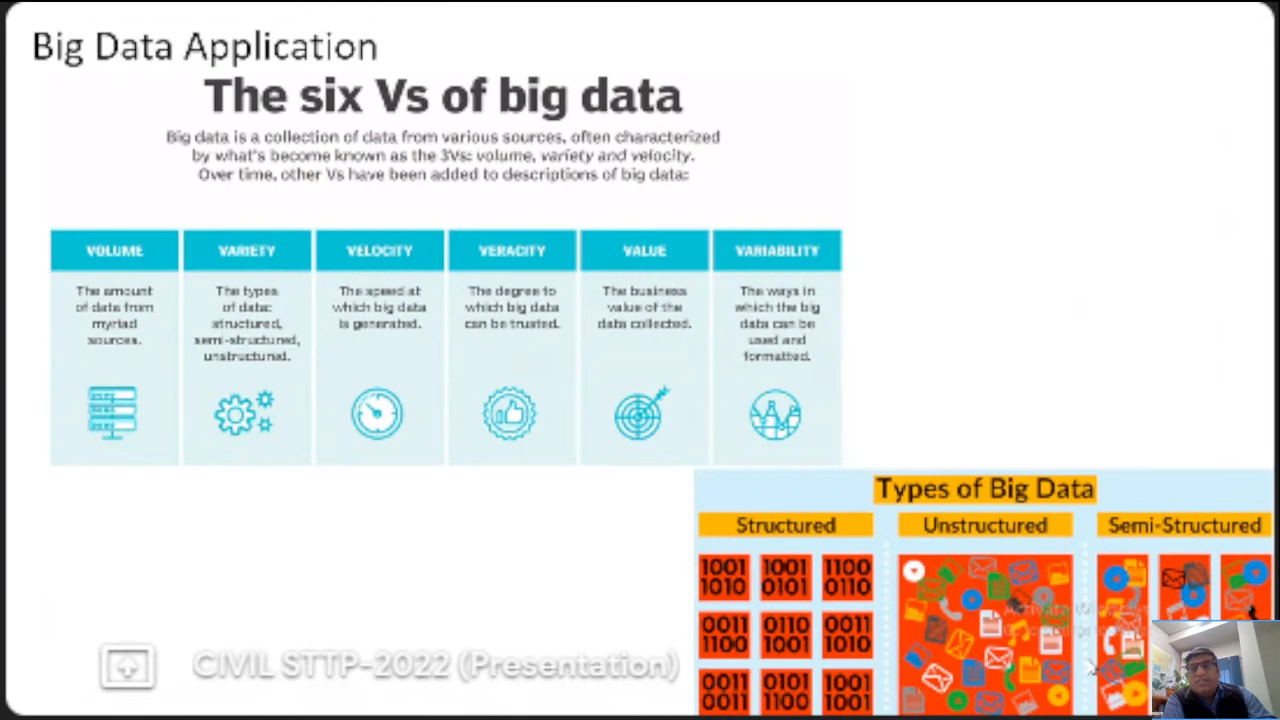 Big Data Application
The six Vs of big data
Big data is a collection of data from various sources, often characterized
by what's become known as the 3Vs: volume, variety and velocity.
Over time, other Vs have been added to descriptions of big data:
VOLUME
The amount
of data from
myriad
sources.
VARIETY
The types
of data:
structured,
semi-structured,
unstructured.
VELOCITY
The speed at
which big data
is generated.
VERACITY
The degree to
which big data
can be trusted.
VALUE
The business
value of the
data collected.
VARIABILITY
The ways in
which the big
data can be
used and
formatted.
Types of Big Data
Structured
1001 1001 1100
1010 0101 0110
0011 0110 0011
1100 1001 1010
0011 0101 1001
0011 1100 1001
Unstructured
Semi-Structured
Activate
CIVIL STTP-2022 (Presentation)